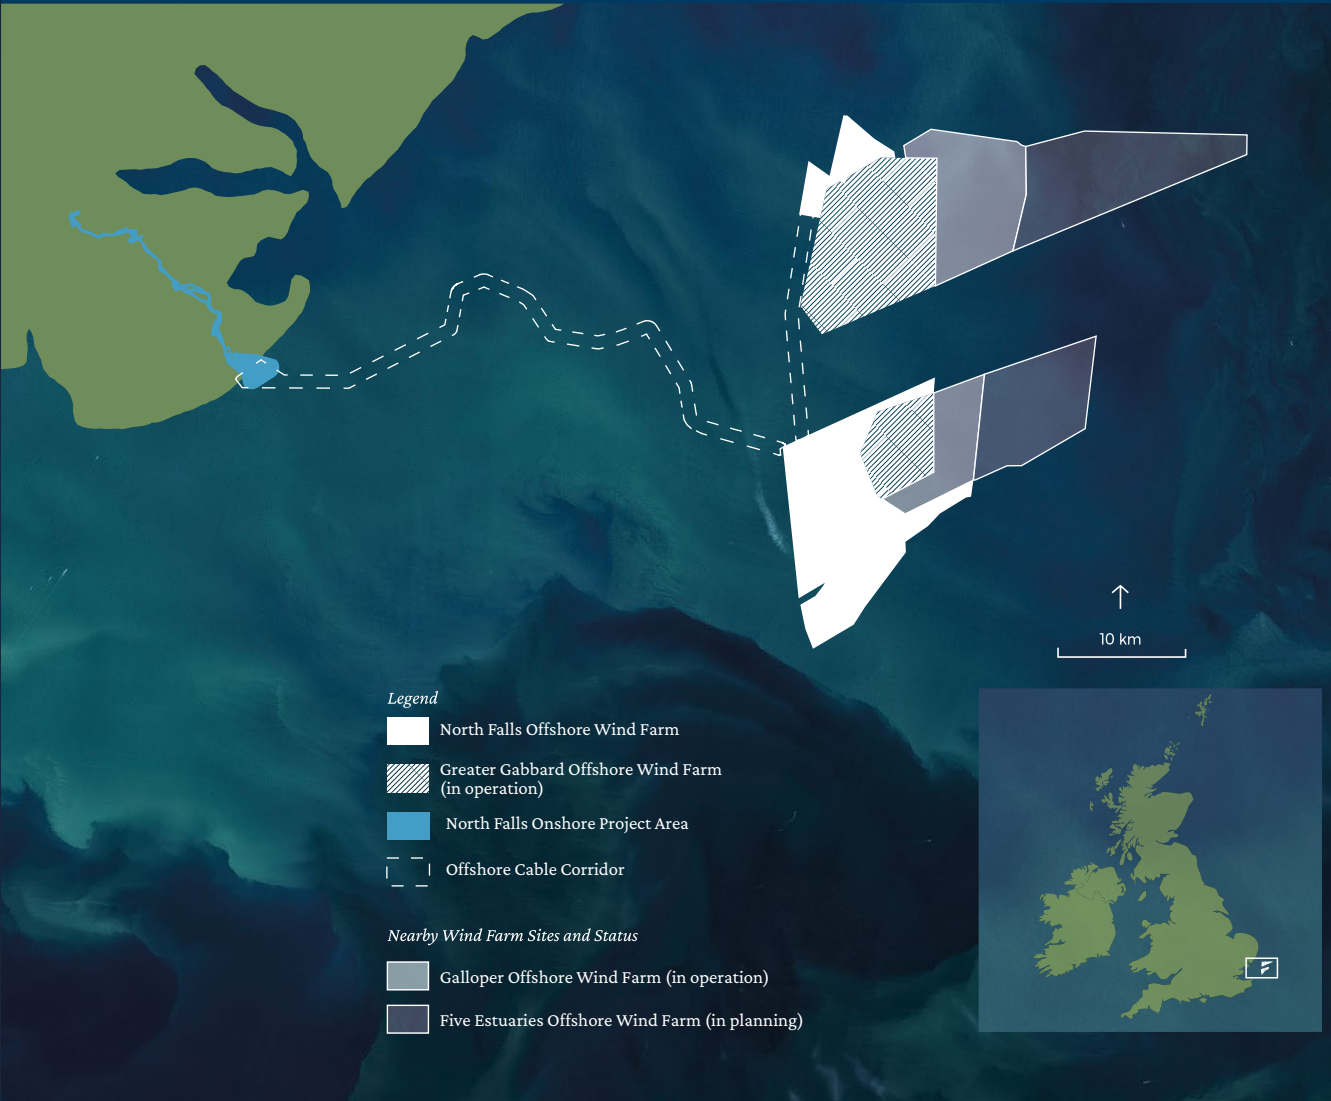 10 km
Legend
North Falls Offshore Wind Farm
Greater Gabbard Offshore Wind Farm
(in operation)
North Falls Onshore Project Area
Offshore Cable Corridor
Nearby Wind Farm Sites and Status
Galloper Offshore Wind Farm (in operation)
Five Estuaries Offshore Wind Farm (in planning)